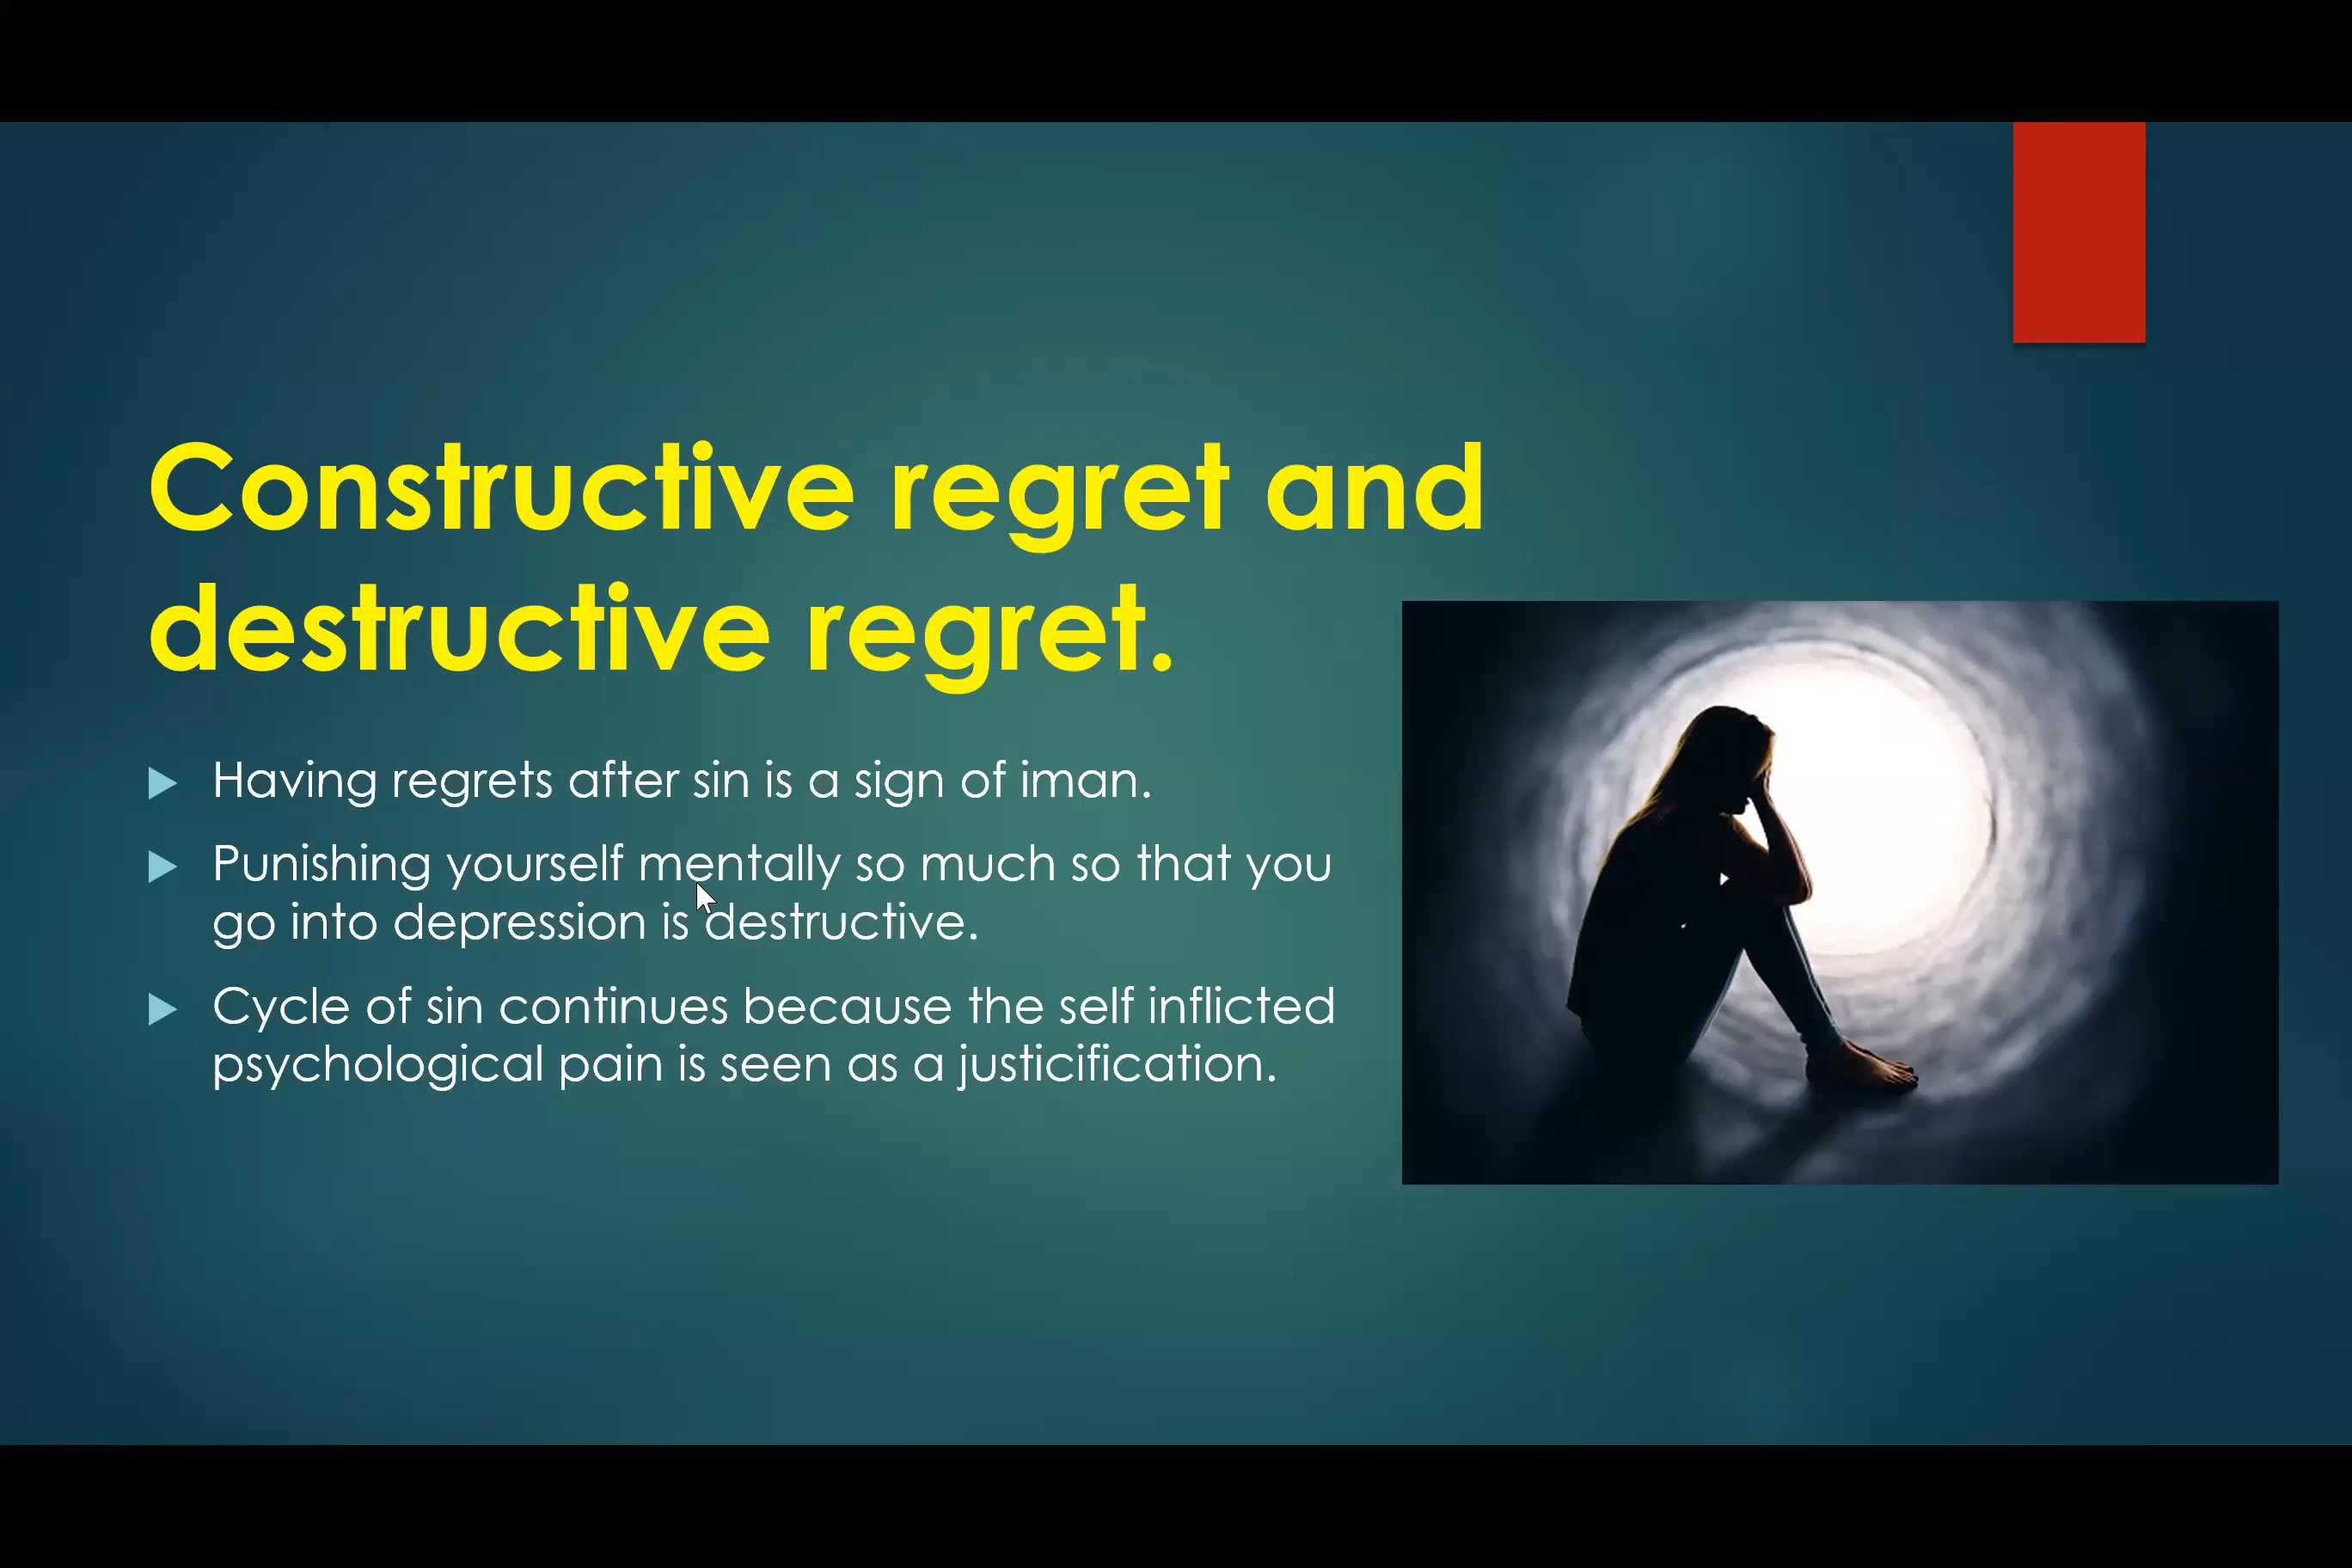 Constructive regret and
destructive regret.
Having regrets after sin is a sign of iman.
Punishing yourself mentally so much so that you
go into depression is destructive.
Cycle of sin continues because the self inflicted
psychological pain is seen as a justicification.